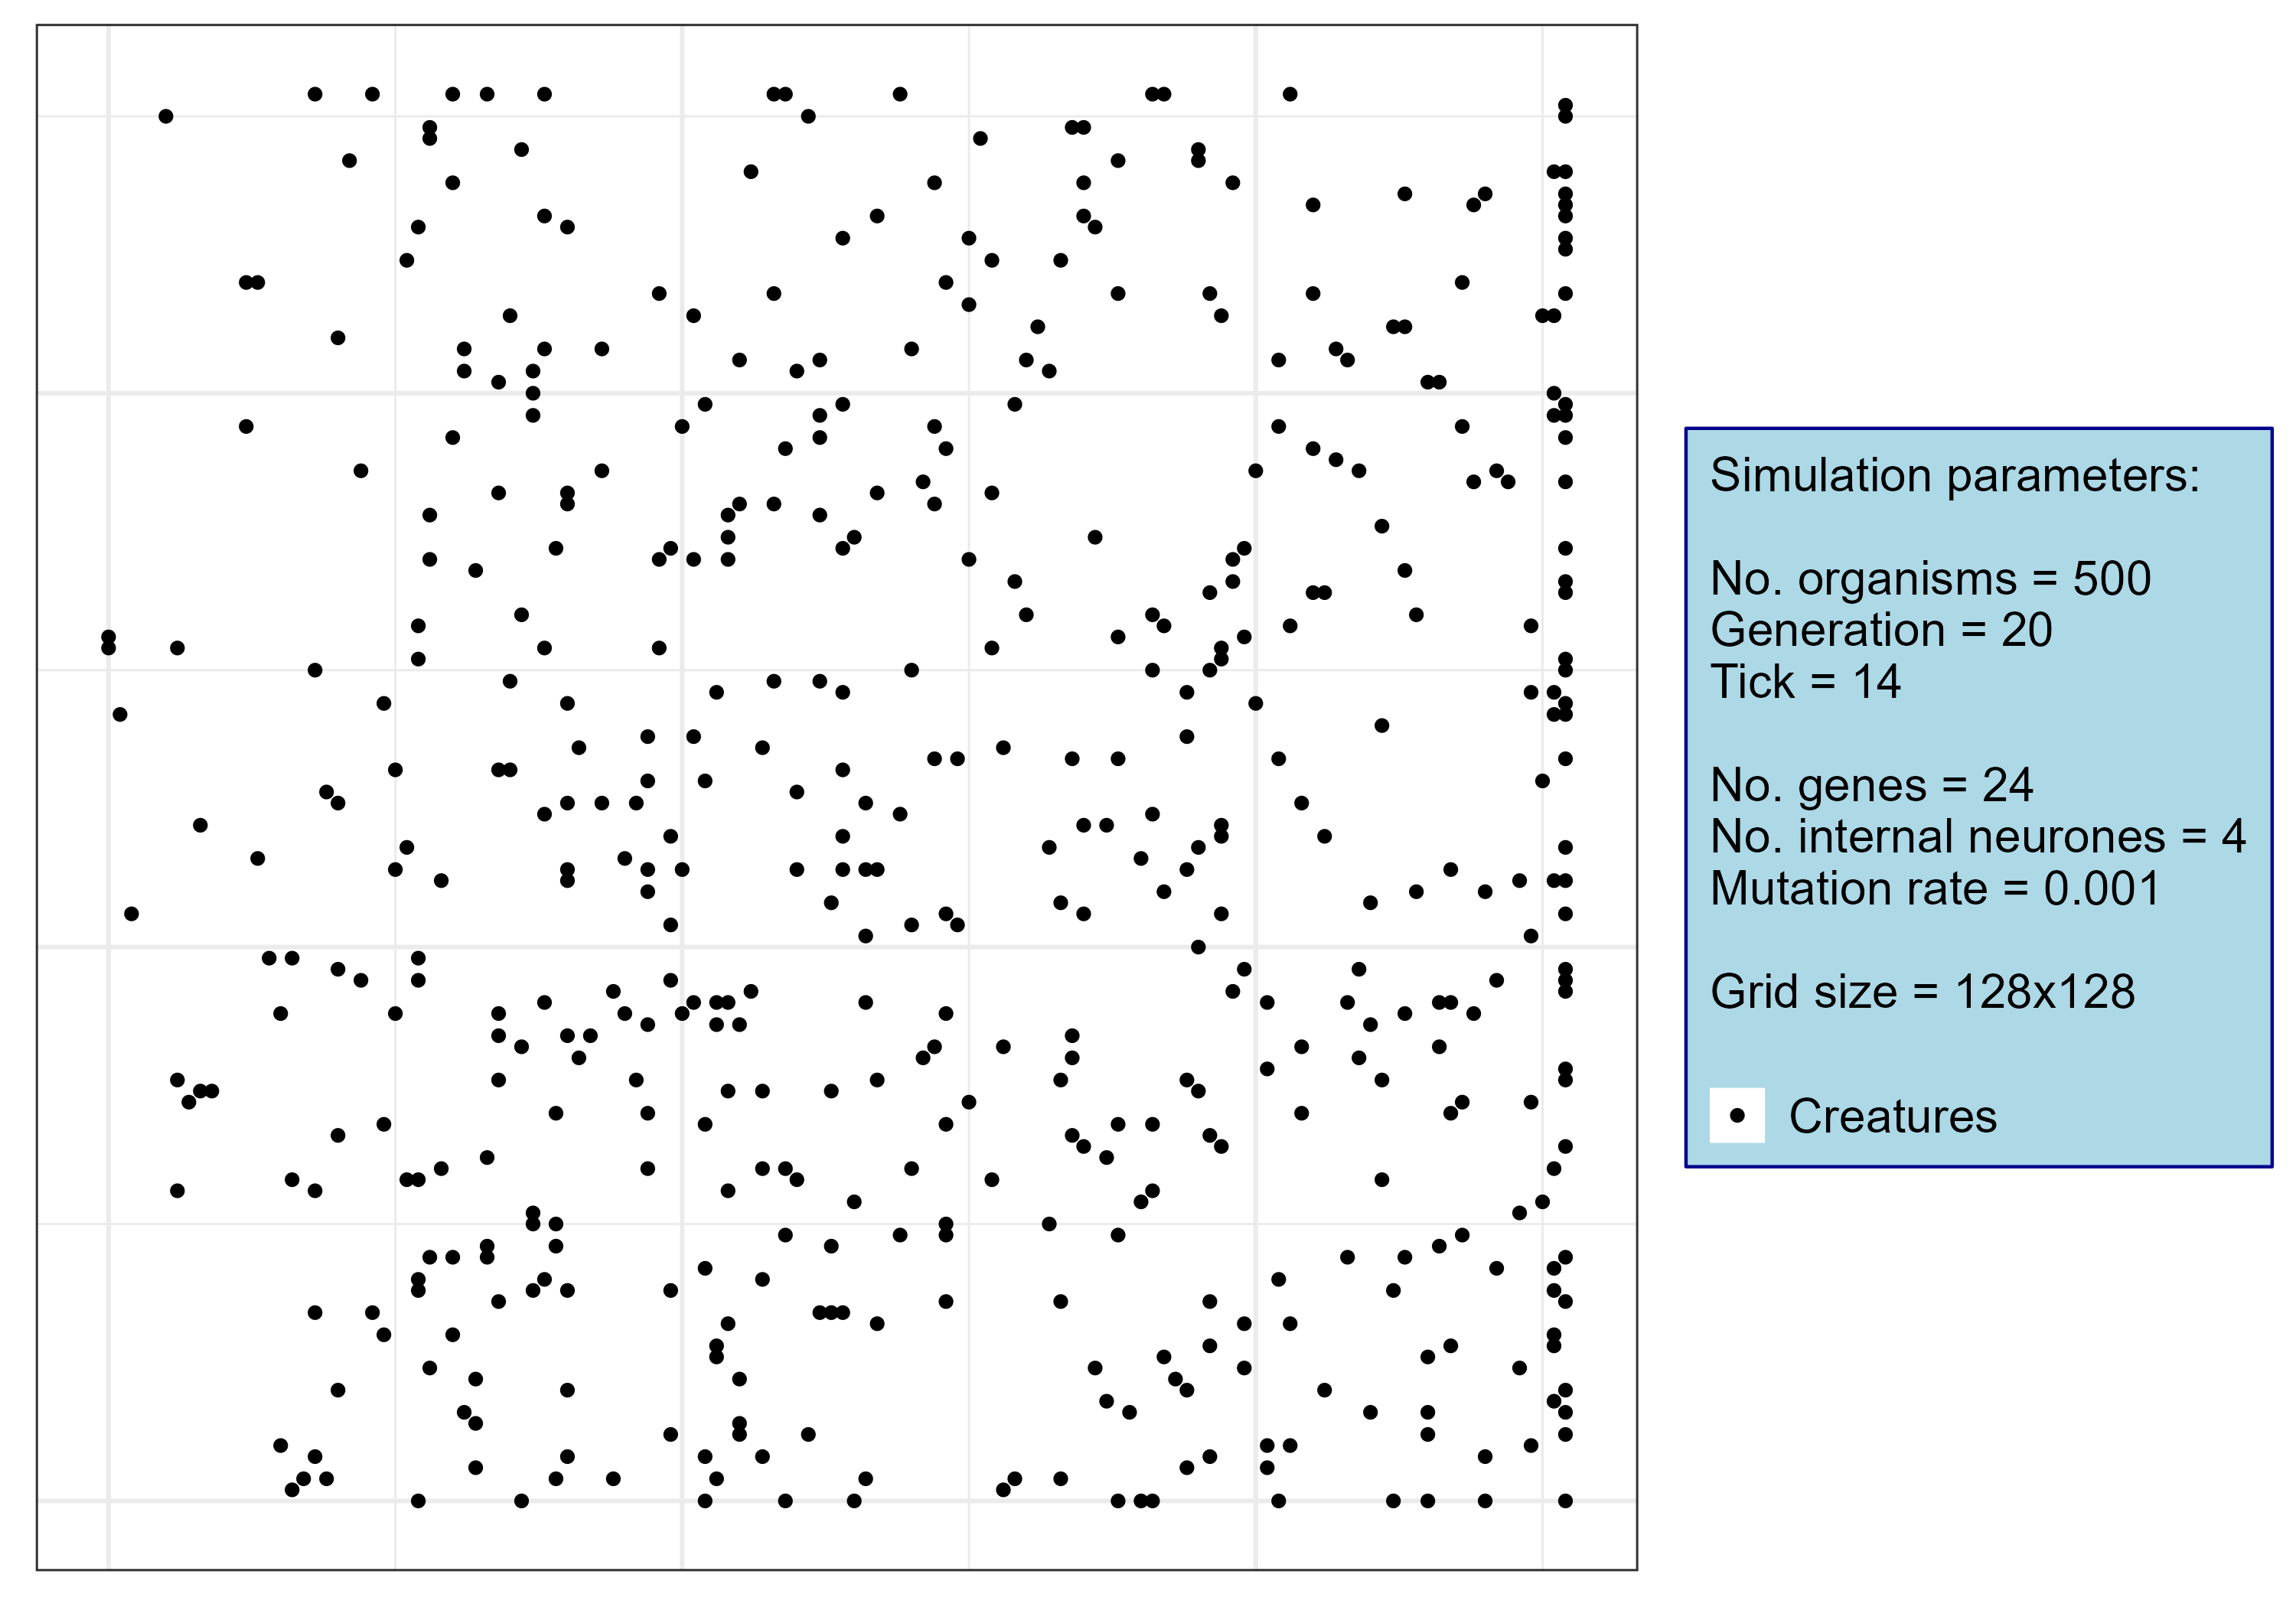 Simulation parameters:
No. organisms = 500
Generation = 20
Tick = 14
No. genes = 24
No. internal neurones = 4
Mutation rate = 0.001
Grid size = 128x128
Creatures